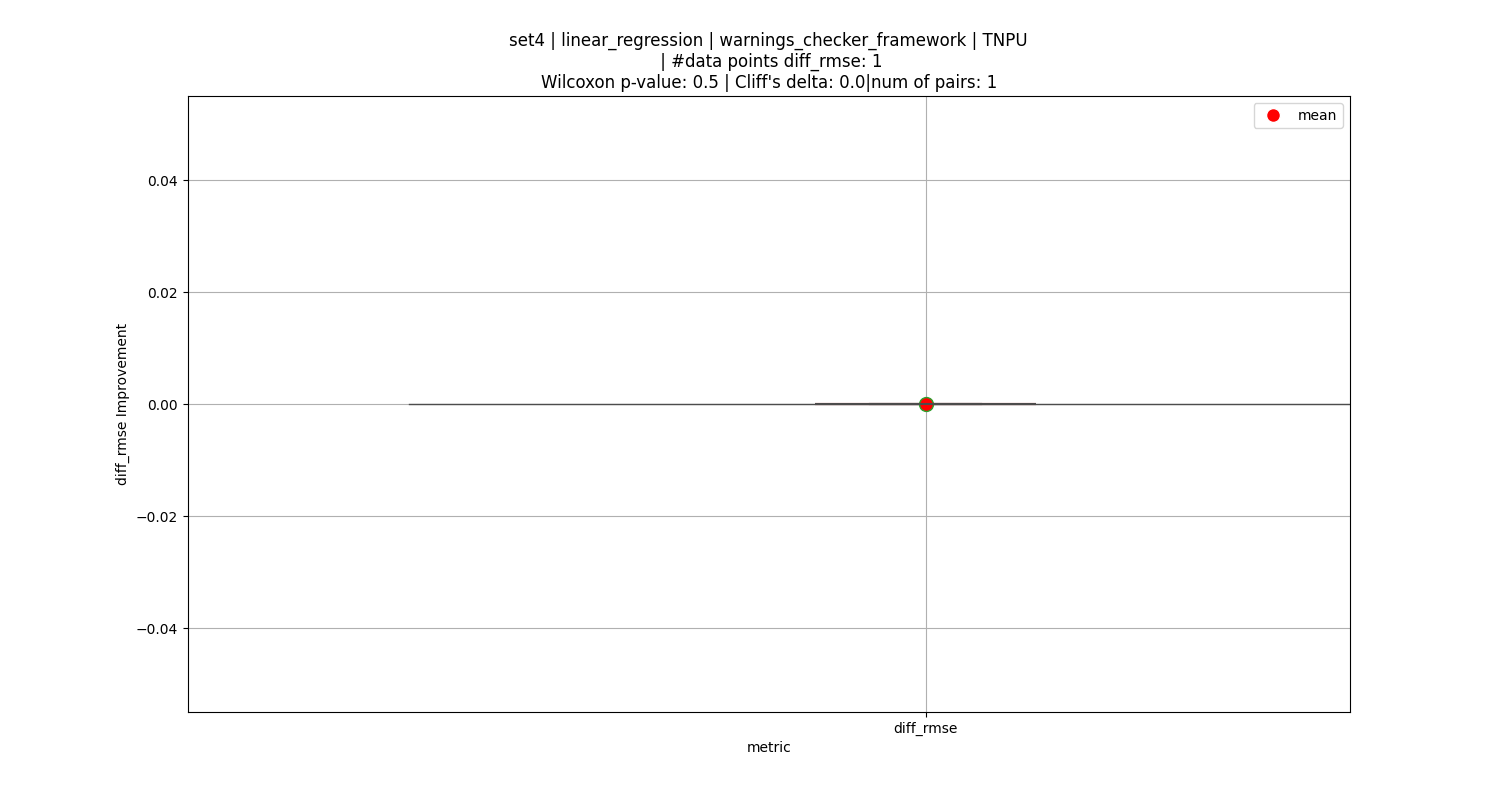 set4 | linear_regression | warnings_checker_framework | TNPU
| #data points diff_rmse: 1
Wilcoxon p-value: 0.5 | Cliff's delta: 0.0|num of pairs: 1
mean
0.04
0.02
0.00
−0.02
−0.04
diff_rmse Improvement
diff_rmse
metric